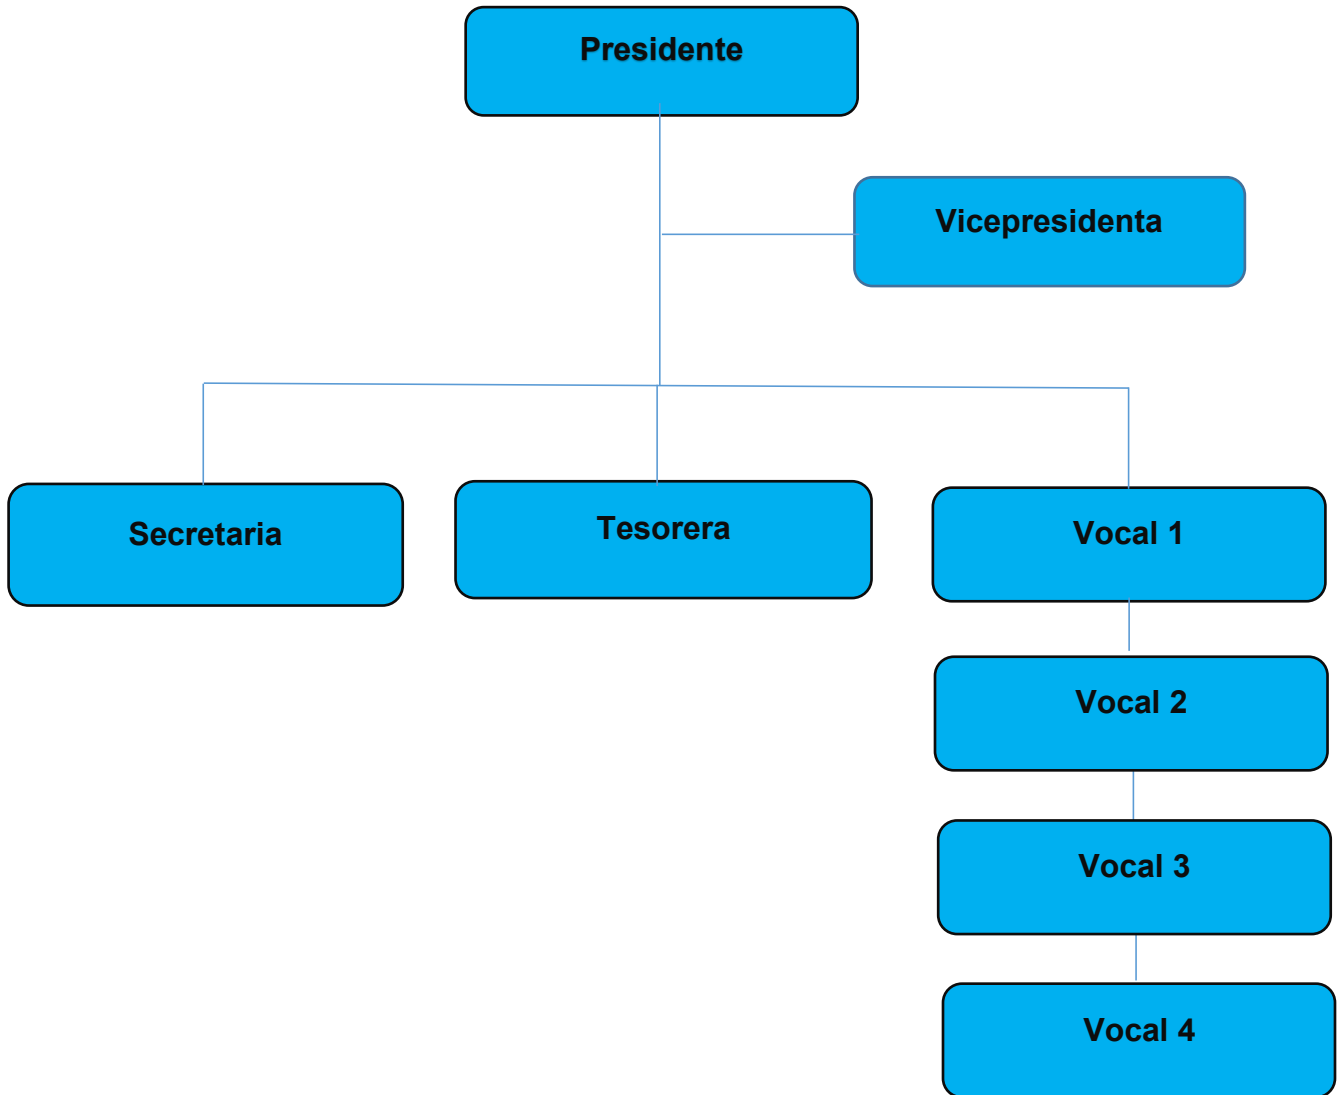 Presidente
Vicepresidenta
Secretaria
Tesorera
Vocal 1
Vocal 2
Vocal 3
Vocal 4